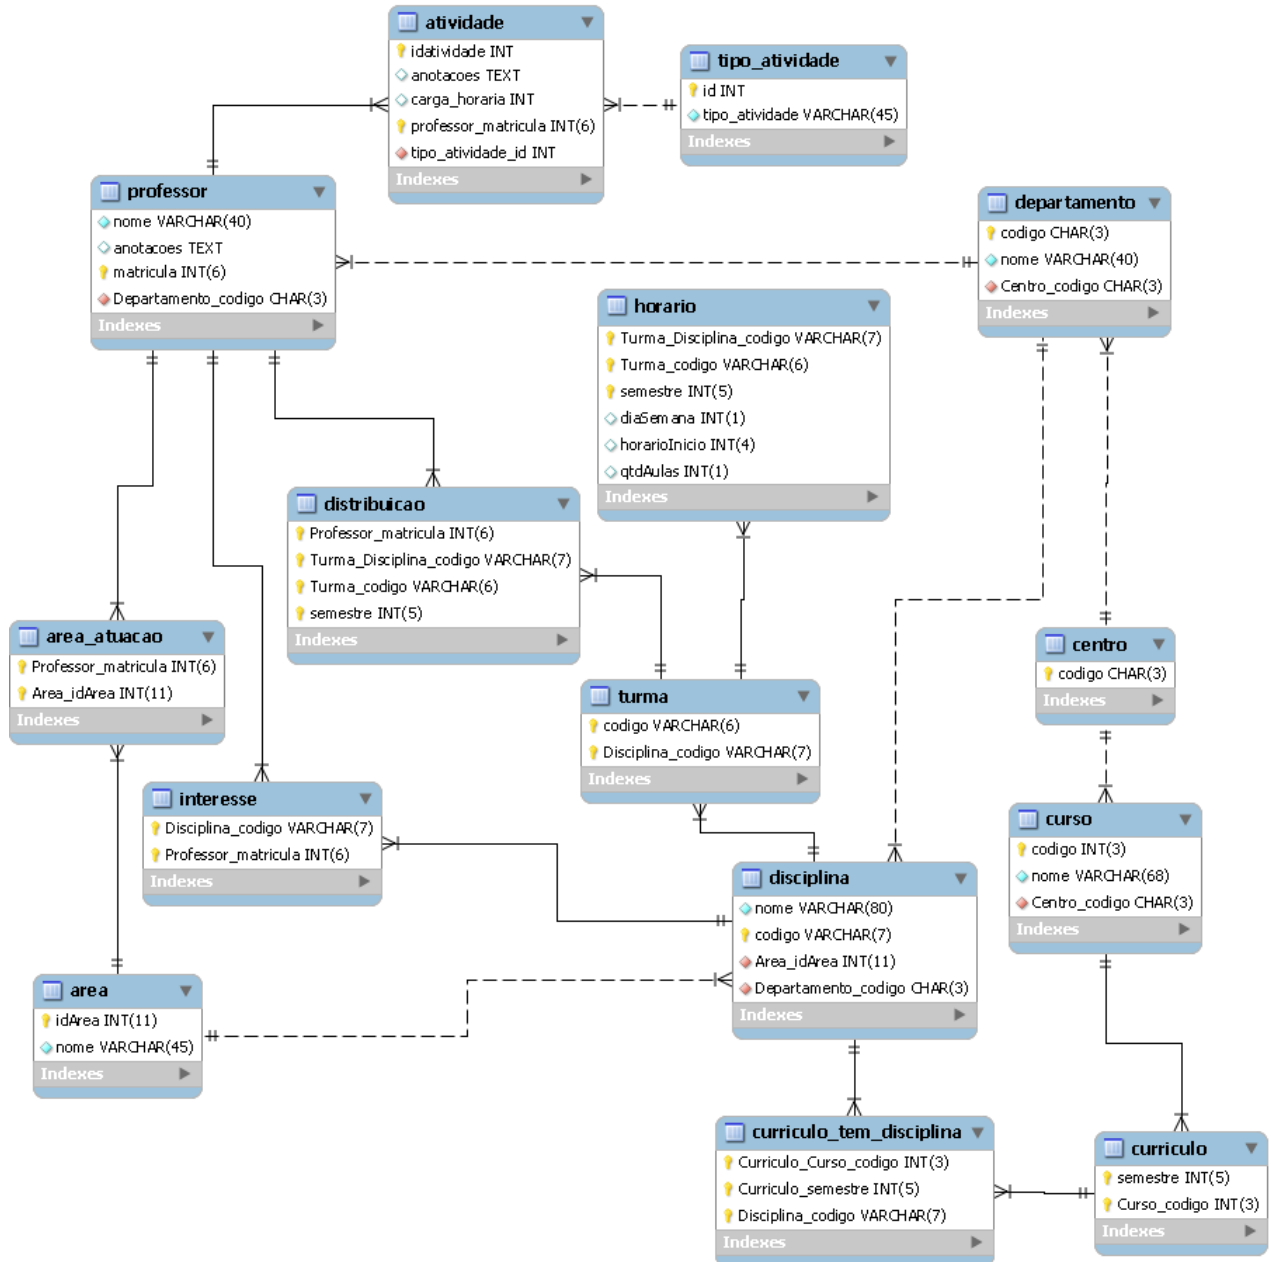 atividade
idatividade INT
anotacoes TEXT
carga_horaria INT
professor_matricula INT(6)
tipo_atividade_id INT
Indexes
tipo_atividade
id INT
tipo_atividade VARCHAR(45)
Indexes
professor
nome VARCHAR(40)
anotacoes TEXT
matricula INT(6)
Departamento_codigo CHAR(3)
Indexes
departamento
codigo CHAR(3)
nome VARCHAR(40)
Centro_codigo CHAR(3)
Indexes
horario
Turma_Disciplina_codigo VARCHAR(7)
Turma_codigo VARCHAR(6)
semestre INT(5)
diaSemana INT(1)
horarioInicio INT(4)
qtdAulas INT(1)
Indexes
distribuicao
Professor_matricula INT(6)
Turma_Disciplina_codigo VARCHAR(7)
Turma_codigo VARCHAR(6)
semestre INT(5)
Indexes
area_atuacao
Professor_matricula INT(6)
Area_idArea INT(11)
Indexes
centro
codigo CHAR(3)
Indexes
turma
codigo VARCHAR(6)
Disciplina_codigo VARCHAR(7)
Indexes
interesse
Disciplina_codigo VARCHAR(7)
Professor_matricula INT(6)
Indexes
curso
codigo INT(3)
nome VARCHAR(68)
Centro_codigo CHAR(3)
Indexes
disciplina
nome VARCHAR(80)
codigo VARCHAR(7)
Area_idArea INT(11)
Departamento_codigo CHAR(3)
Indexes
area
idArea INT(11)
nome VARCHAR(45)
Indexes
curriculo_tem_disciplina
Curriculo_Curso_codigo INT(3)
Curriculo_semestre INT(5)
Disciplina_codigo VARCHAR(7)
Indexes
curriculo
semestre INT(5)
Curso_codigo INT(3)
Indexes